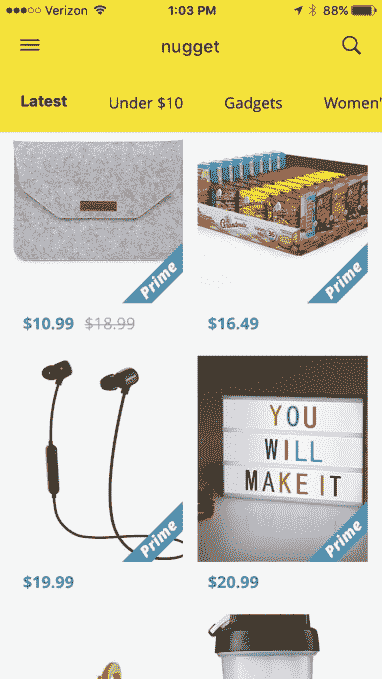 Verizon 1:03 PM 88%
nugget
Latest Under $10 Gadgets Women'
Prime Prime
$10.99 $18.99 $16.49
YOU
WILL
MAKE IT
Prime Prime
$19.99 $20.99